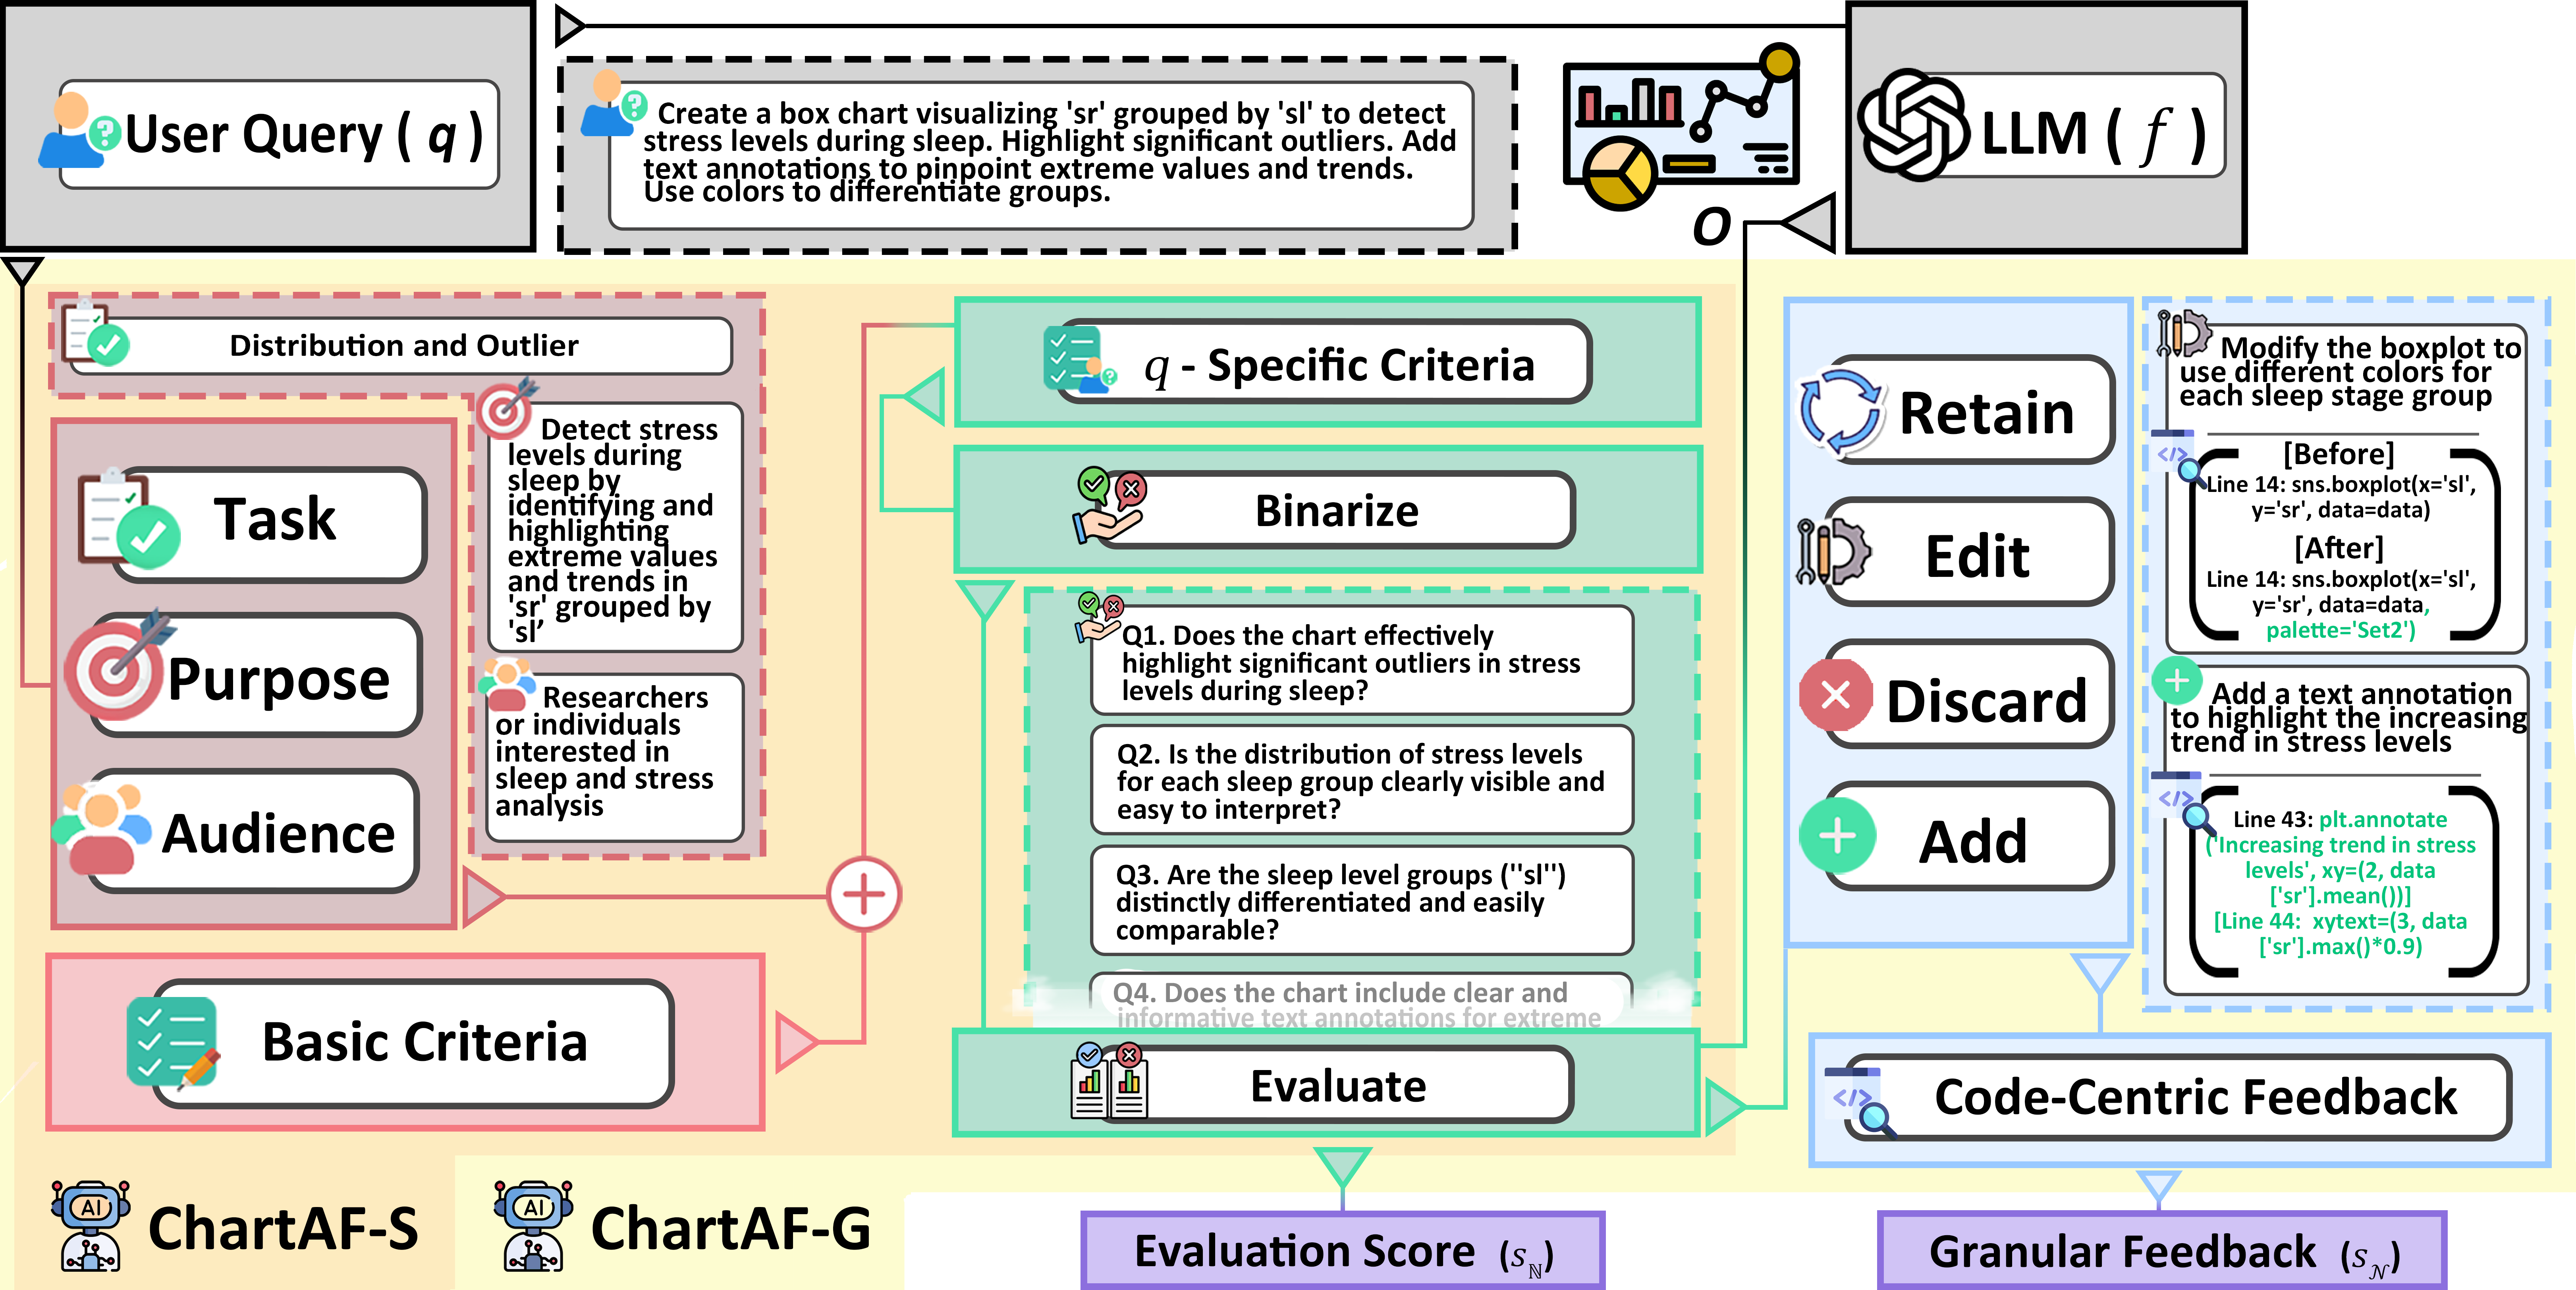 User Query ( q )
Create a box chart visualizing 'sr' grouped by 'sl' to detect
stress levels during sleep. Highlight significant outliers. Add
text annotations to pinpoint extreme values and trends.
Use colors to differentiate groups.
O
LLM ( f )
Distribution and Outlier
Task
Purpose
Audience
Detect stress
levels during
sleep by
identifying and
highlighting
extreme values
and trends in
'sr' grouped by
'sl’
Researchers
or individuals
interested in
sleep and stress
analysis
Basic Criteria
q - Specific Criteria
Binarize
Q1. Does the chart effectively
highlight significant outliers in stress
levels during sleep?
Q2. Is the distribution of stress levels
for each sleep group clearly visible and
easy to interpret?
Q3. Are the sleep level groups (''sl'')
distinctly differentiated and easily
comparable?
Q4. Does the chart include clear and
informative text annotations for extreme
Evaluate
Retain
Edit
Discard
Add
Modify the boxplot to
use different colors for
each sleep stage group
</>
[Before]
Line 14: sns.boxplot(x='sl',
y='sr', data=data)
[After]
Line 14: sns.boxplot(x='sl',
y='sr', data=data,
palette='Set2')
Add a text annotation
to highlight the increasing
trend in stress levels
</>
Line 43: plt.annotate
('Increasing trend in stress
levels', xy=(2, data
['sr'].mean())]
[Line 44: xytext=(3, data
['sr'].max()*0.9)
</>
Code-Centric Feedback
AI
ChartAF-S
AI
ChartAF-G
Evaluation Score (sℕ)
Granular Feedback (s𝒩)